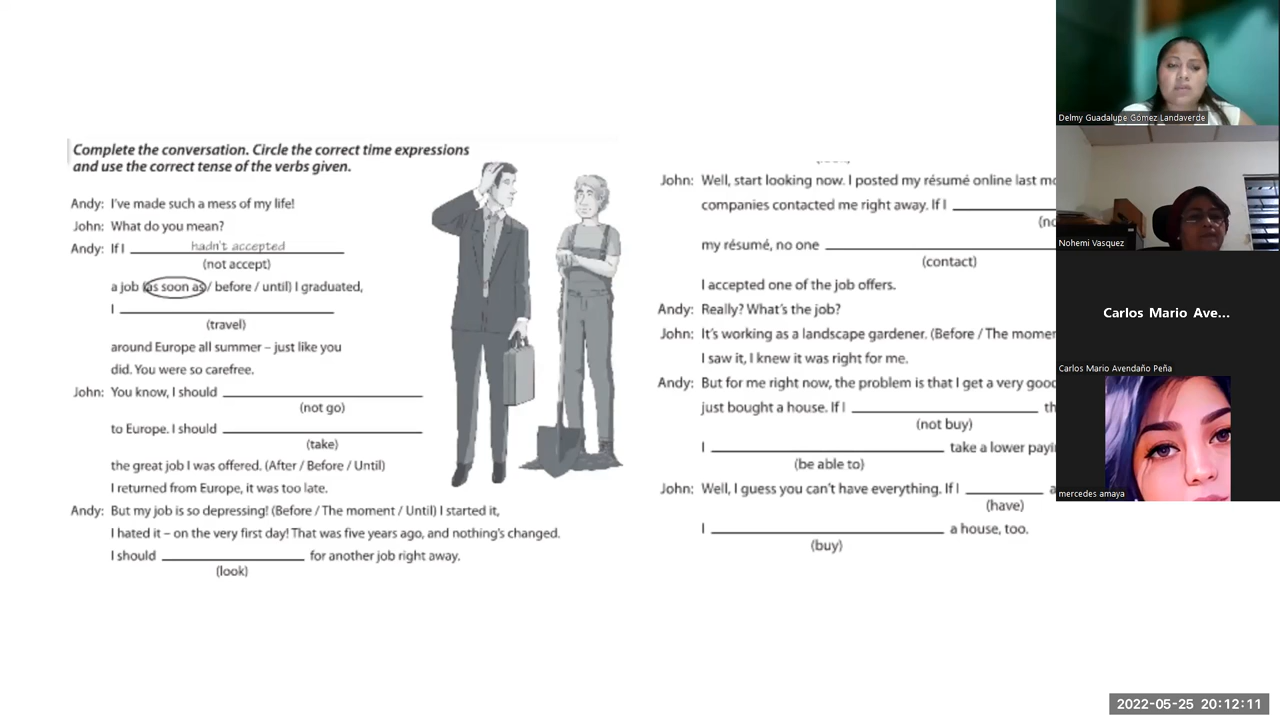 Complete the conversation. Circle the correct time expressions
and use the correct tense of the verbs given.
Andy: I've made such a mess of my life!
John: What do you mean?
Andy: If I hadn't accepted
(not accept)
a job (as soon as / before / until) I graduated,
I
(travel)
around Europe all summer – just like you
did. You were so carefree.
John: You know, I should
(not go)
to Europe. I should
(take)
the great job I was offered. (After / Before / Until)
I returned from Europe, it was too late.
Andy: But my job is so depressing! (Before / The moment / Until) I started it,
I hated it – on the very first day! That was five years ago, and nothing's changed.
I should for another job right away.
(look)
John: Well, start looking now. I posted my résumé online last
companies contacted me right away. If I
my résumé, no one
(contact)
I accepted one of the job offers.
Andy: Really? What's the job?
John: It's working as a landscape gardener. (Before / The
I saw it, I knew it was right for me.
Andy: But for me right now, the problem is that I get a very
just bought a house. If I
(not buy)
I take a lower
(be able to)
John: Well, I guess you can't have everything. If I
(have)
I a house, too.
(buy)
Delmy Guadalupe Gomez Landaverde
Nohemi Vasquez
Carlos Mario Ave...
Carlos Mario Avendaño Peña
mercedes amaya
2022-05-25 20:12:11